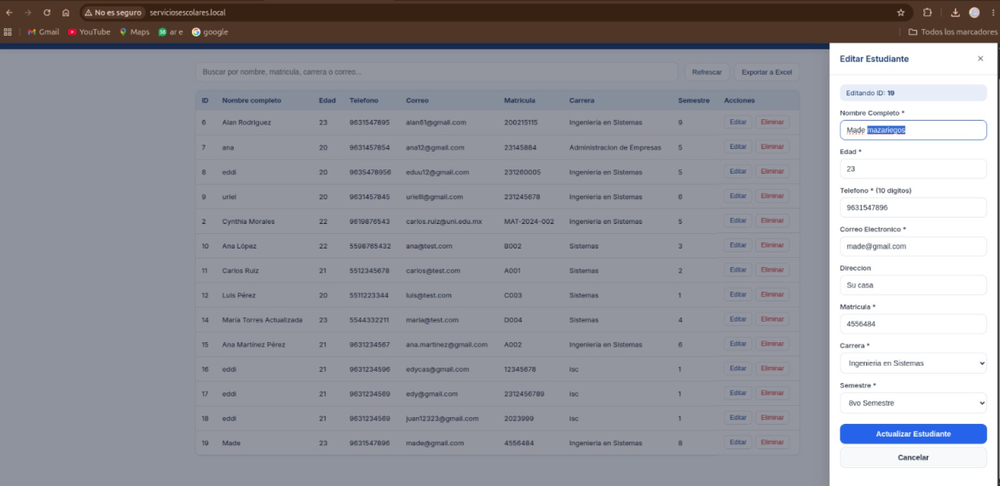 No es seguro serviciosescolares.local
Gmail YouTube Maps ar e google Todos los marcadores
Buscar por nombre, matricula, carrera o correo... Refrescar Exportar a Excel
ID Nombre completo Edad Telefono Correo Matricula Carrera Semestre Acciones
6 Alan Rodriguez 23 9631547895 alan61@gmail.com 200215115 Ingenieria en Sistemas 9 Editar Eliminar
7 ana 20 9631457854 ana12@gmail.com 23145884 Administracion de Empresas 5 Editar Eliminar
8 eddi 20 9635478956 eduu12@gmail.com 231260005 Ingenieria en Sistemas 5 Editar Eliminar
9 uriel 20 9631457845 urielll@gmail.com 231245678 Ingenieria en Sistemas 6 Editar Eliminar
2 Cynthia Morales 22 9619876543 carlos.ruiz@uni.edu.mx MAT-2024-002 Ingenieria en Sistemas 5 Editar Eliminar
10 Ana López 22 5598765432 ana@test.com B002 Sistemas 3 Editar Eliminar
11 Carlos Ruiz 21 5512345678 carlos@test.com A001 Sistemas 2 Editar Eliminar
12 Luis Pérez 20 5511223344 luis@test.com C003 Sistemas 1 Editar Eliminar
14 María Torres Actualizada 23 5544332211 maria@test.com D004 Sistemas 4 Editar Eliminar
15 Ana Martínez Pérez 21 9631234567 ana.martinez@gmail.com A002 Ingeniería en Sistemas 6 Editar Eliminar
16 eddi 21 9631234596 edycas@gmail.com 12345678 isc 1 Editar Eliminar
17 eddi 21 9631234569 edy@gmail.com 2312456789 isc 1 Editar Eliminar
18 eddi 21 9631234569 juan12323@gmail.com 2023999 isc 1 Editar Eliminar
19 Made 23 9631547896 made@gmail.com 4556484 Ingenieria en Sistemas 8 Editar Eliminar
Editar Estudiante
Editando ID: 19
Nombre Completo *
Made mazariegos
Edad *
23
Telefono * (10 digitos)
9631547896
Correo Electronico *
made@gmail.com
Direccion
Su casa
Matricula *
4556484
Carrera *
Ingenieria en Sistemas
Semestre *
8vo Semestre
Actualizar Estudiante
Cancelar